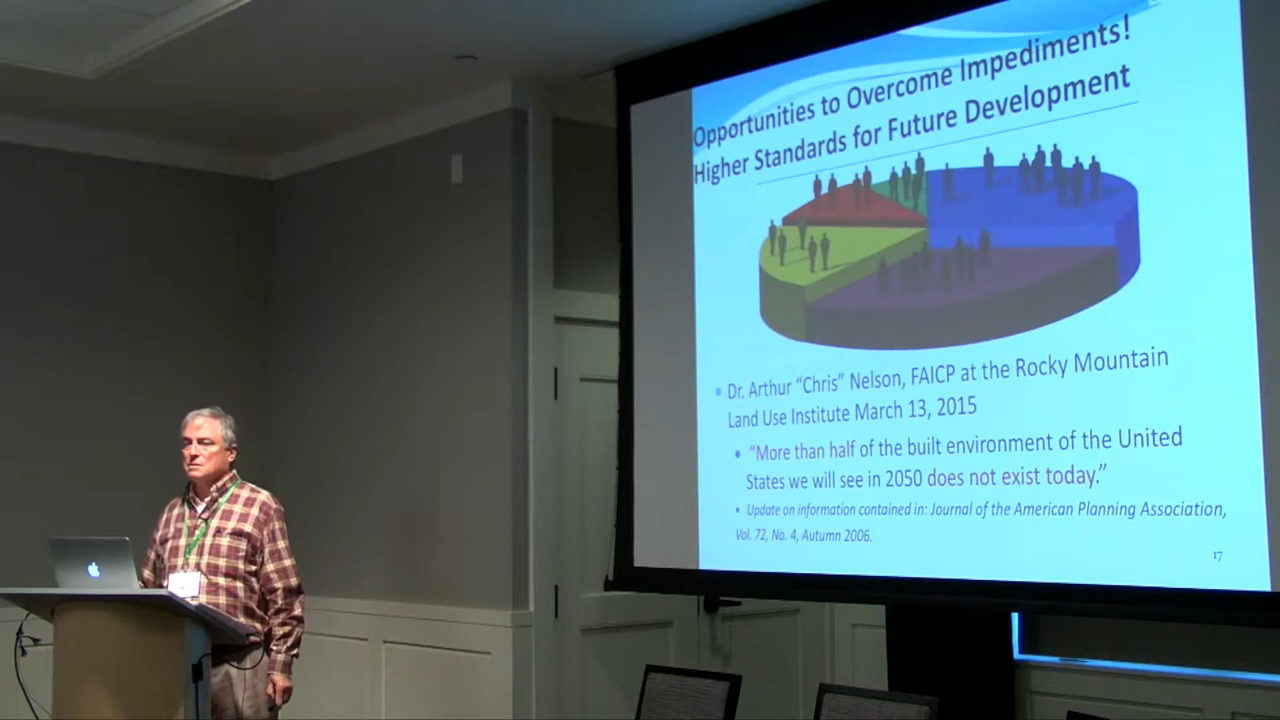 Opportunities to Overcome Impediments!
Higher Standards for Future Development
Dr. Arthur “Chris” Nelson, FAICP at the Rocky Mountain
Land Use Institute March 13, 2015
“More than half of the built environment of the United
States we will see in 2050 does not exist today.”
Update on information contained in: Journal of the American Planning Association,
Vol. 72, No. 4, Autumn 2006.
17